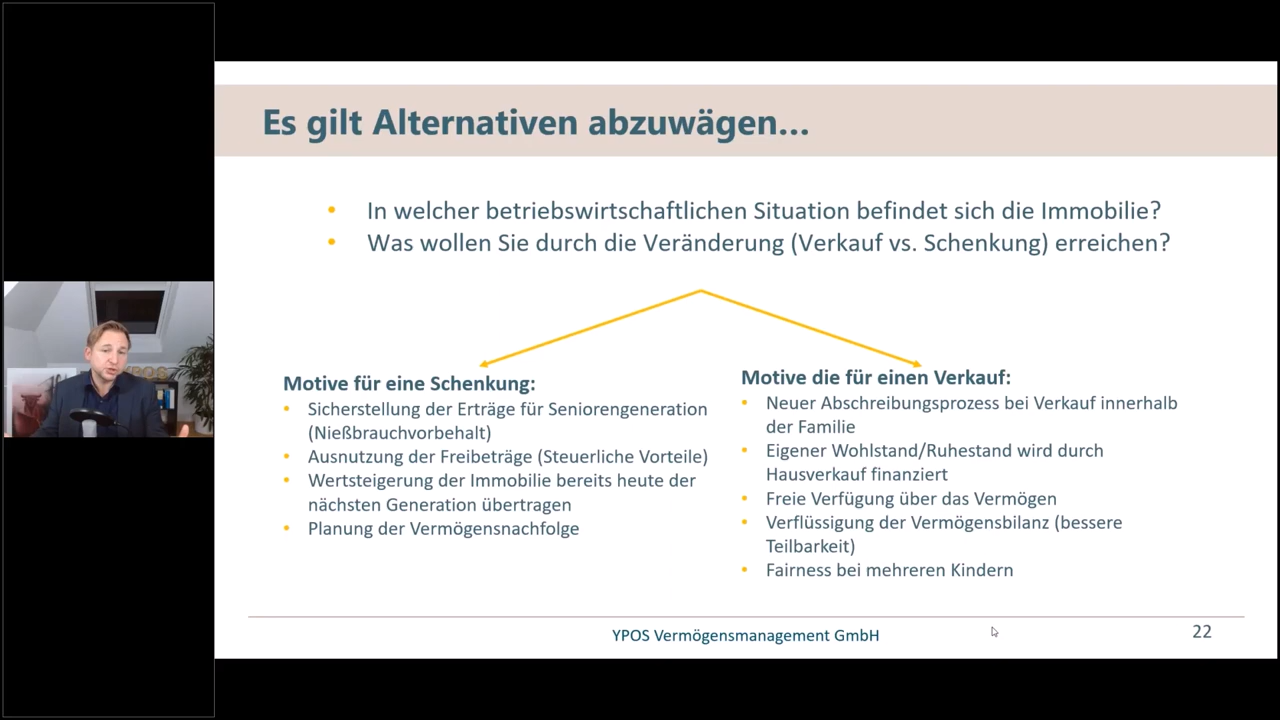 Es gilt Alternativen abzuwägen...
• In welcher betriebswirtschaftlichen Situation befindet sich die Immobilie?
• Was wollen Sie durch die Veränderung (Verkauf vs. Schenkung) erreichen?
Motive für eine Schenkung:
• Sicherstellung der Erträge für Seniorengeneration
(Nießbrauchvorbehalt)
• Ausnutzung der Freibeträge (Steuerliche Vorteile)
• Wertsteigerung der Immobilie bereits heute der
nächsten Generation übertragen
• Planung der Vermögensnachfolge
Motive die für einen Verkauf:
• Neuer Abschreibungsprozess bei Verkauf innerhalb
der Familie
• Eigener Wohlstand/Ruhestand wird durch
Hausverkauf finanziert
• Freie Verfügung über das Vermögen
• Verflüssigung der Vermögensbilanz (bessere
Teilbarkeit)
• Fairness bei mehreren Kindern
YPOS Vermögensmanagement GmbH
22